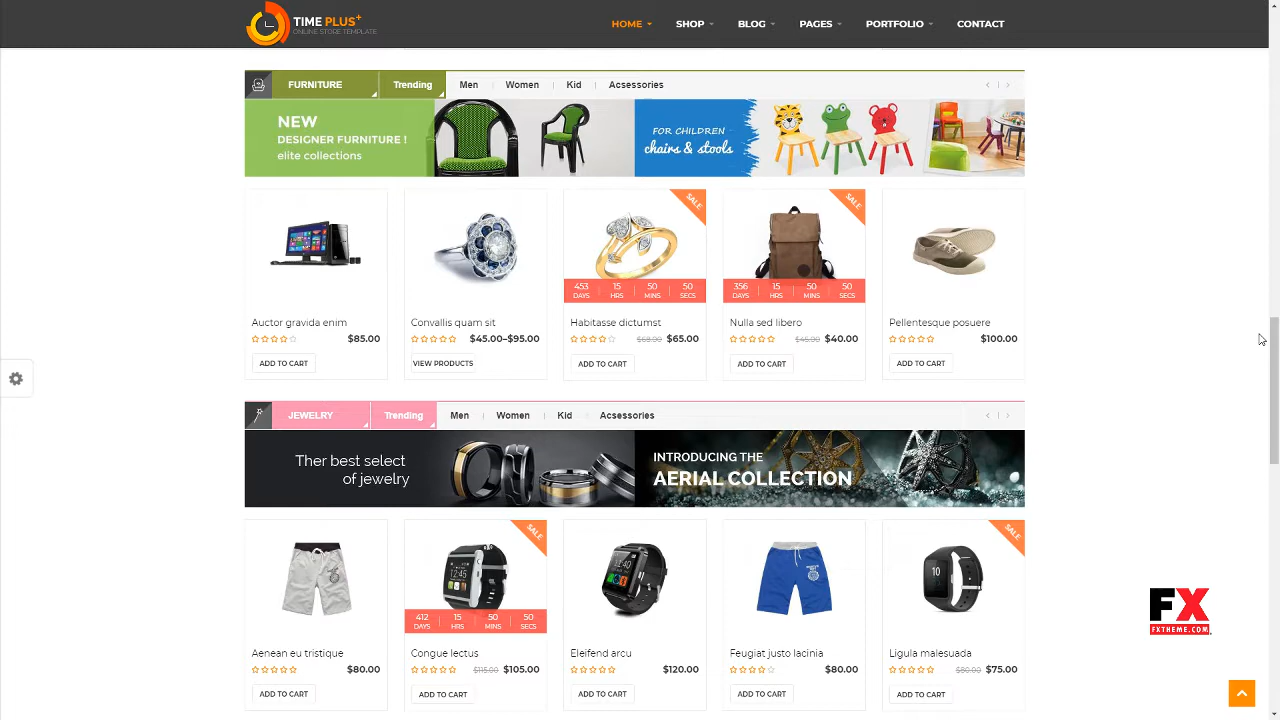 TIME PLUS+
ONLINE STORE TEMPLATE
HOME SHOP BLOG PAGES PORTFOLIO CONTACT
FURNITURE Trending Men Women Kid Acsessories
NEW
DESIGNER FURNITURE !
elite collections
FOR CHILDREN
chairs & stools
SALE SALE
453 15 50 50 356 15 50 50
DAYS HRS MINS SECS DAYS HRS MINS SECS
Auctor gravida enim Convallis quam sit Habitasse dictumst Nulla sed libero Pellentesque posuere
$85.00 $45.00–$95.00 $68.00 $65.00 $45.00 $40.00 $100.00
ADD TO CART VIEW PRODUCTS ADD TO CART ADD TO CART ADD TO CART
JEWELRY Trending Men Women Kid Acsessories
Ther best select
of jewelry
INTRODUCING THE
AERIAL COLLECTION
SALE SALE
10:40
12:45
10
412 15 50 50
DAYS HRS MINS SECS
FX
FXTHEME.COM
Aenean eu tristique Congue lectus Eleifend arcu Feugiat justo lacinia Ligula malesuada
$80.00 $115.00 $105.00 $120.00 $80.00 $80.00 $75.00
ADD TO CART ADD TO CART ADD TO CART ADD TO CART ADD TO CART